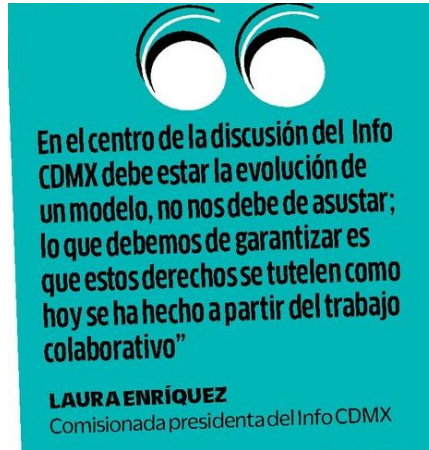 En el centro de la discusión del Info
CDMX debe estar la evolución de
un modelo, no nos debe de asustar;
lo que debemos de garantizar es
que estos derechos se tutelen como
hoy se ha hecho a partir del trabajo
colaborativo”
LAURA ENRÍQUEZ
Comisionada presidenta del Info CDMX